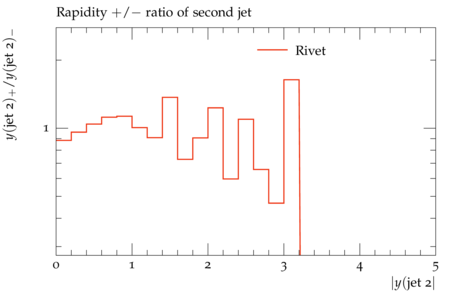 Rapidity +/− ratio of second jet
Rivet
y(jet 2)₊/y(jet 2)₋
1
0 1 2 3 4 5
|y(jet 2|